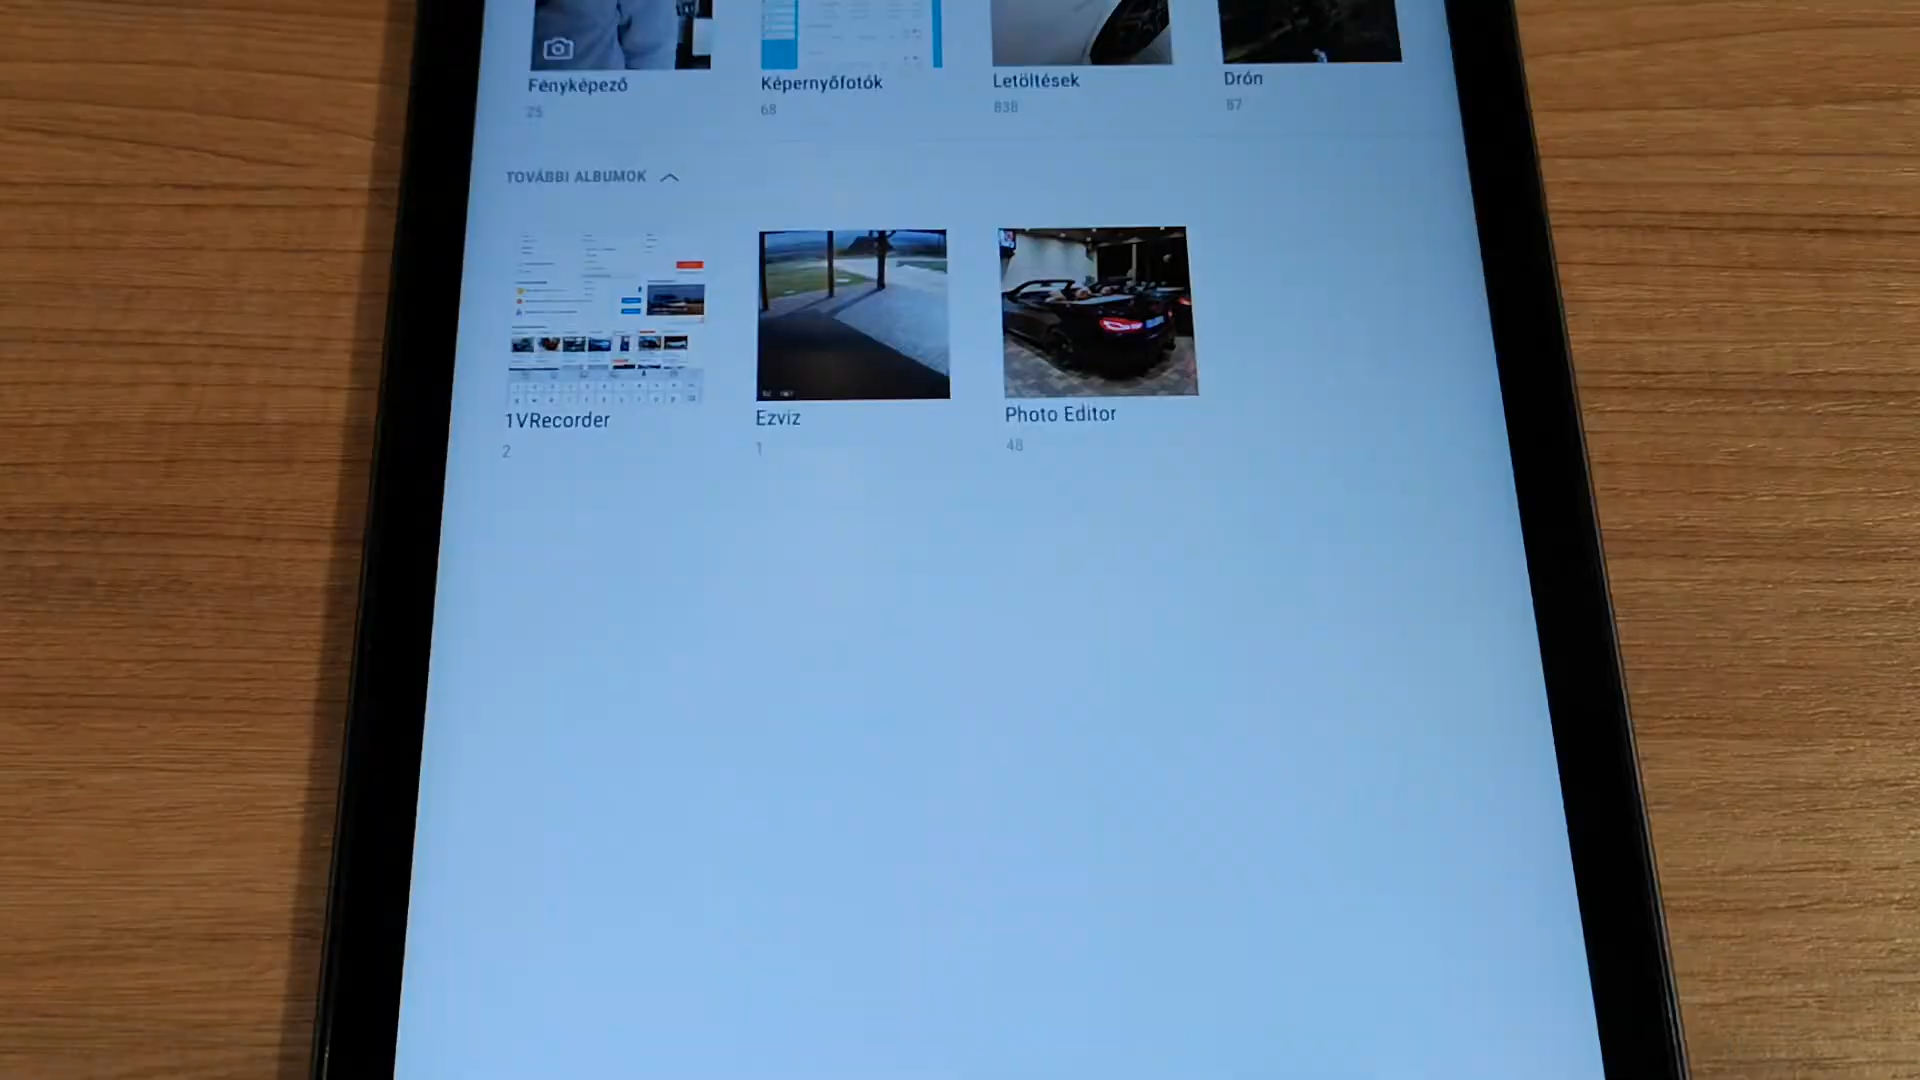 Fényképező
Képernyőfotók
Letöltések
Drón
25
68
838
87
TOVÁBBI ALBUMOK
1VRecorder
Ezviz
Photo Editor
2
1
48